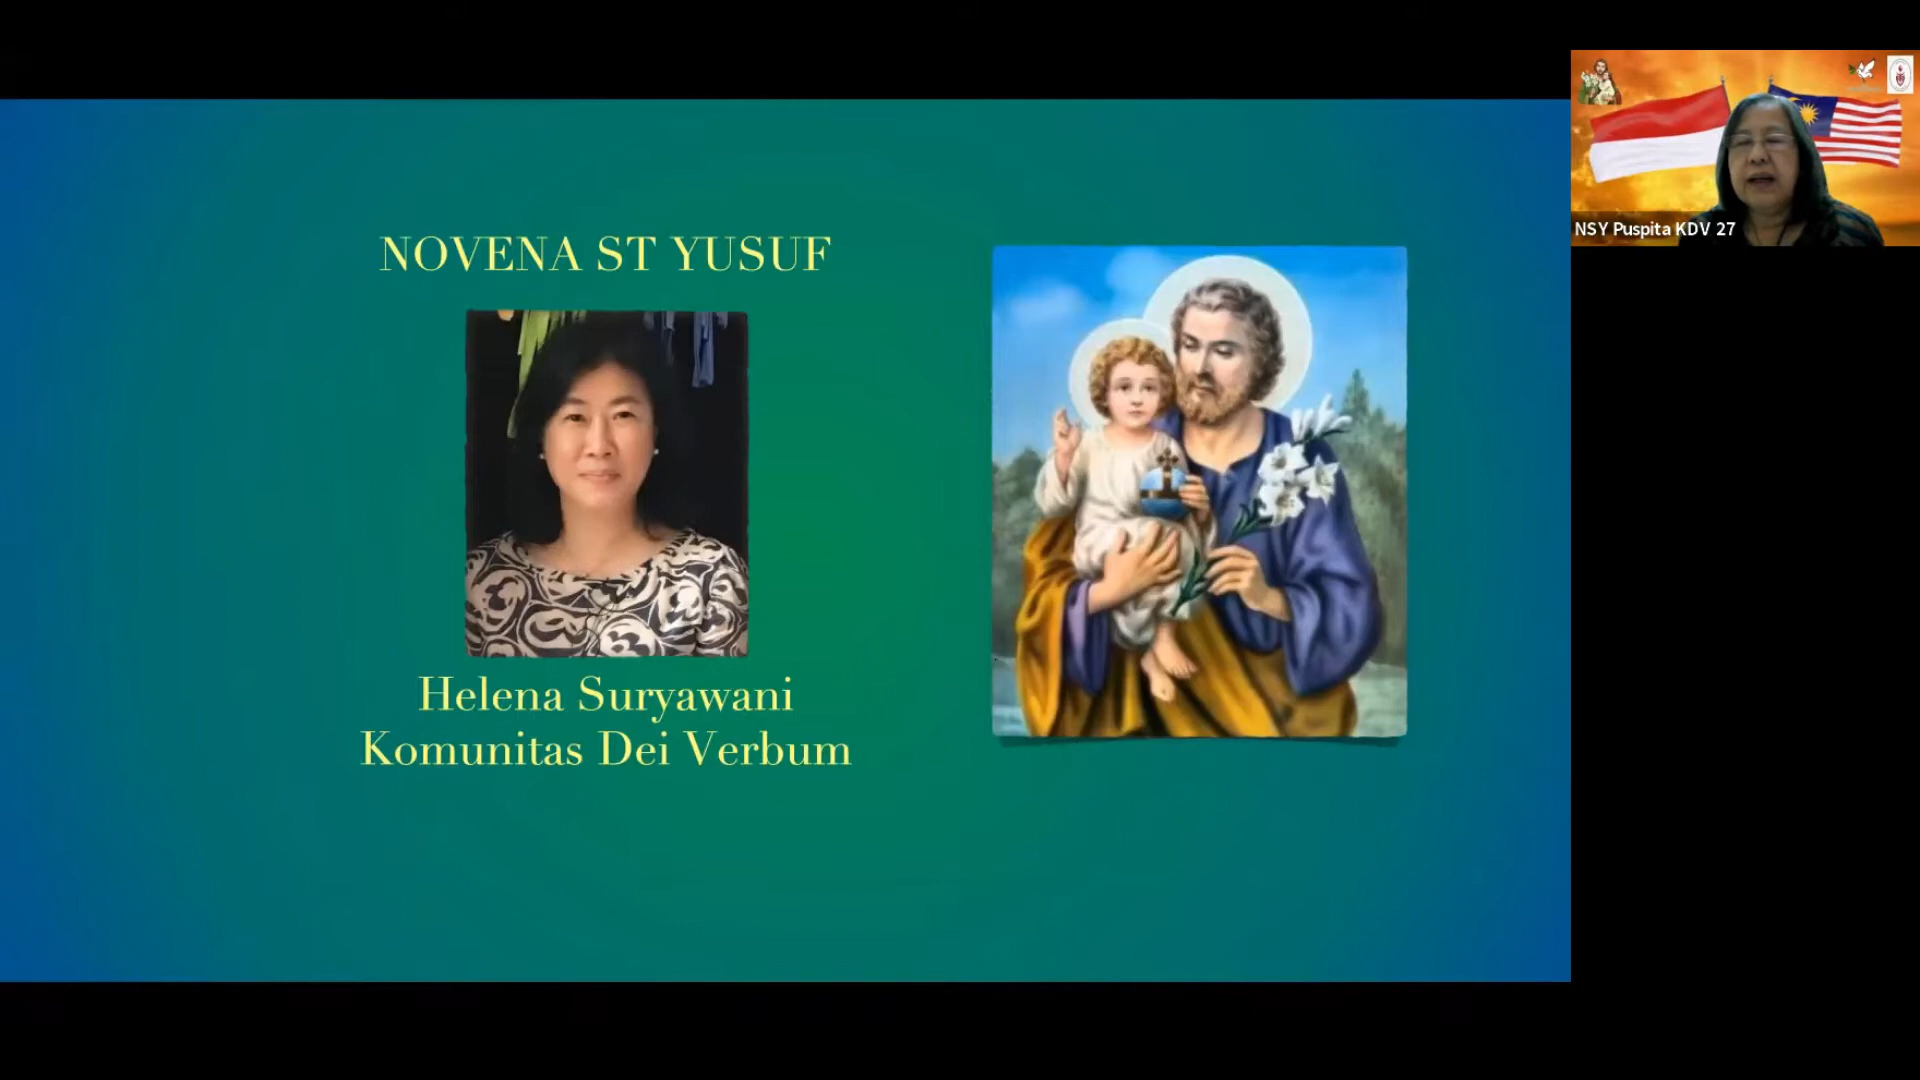 NOVENA ST YUSUF
Helena Suryawani
Komunitas Dei Verbum
NSY Puspita KDV 27